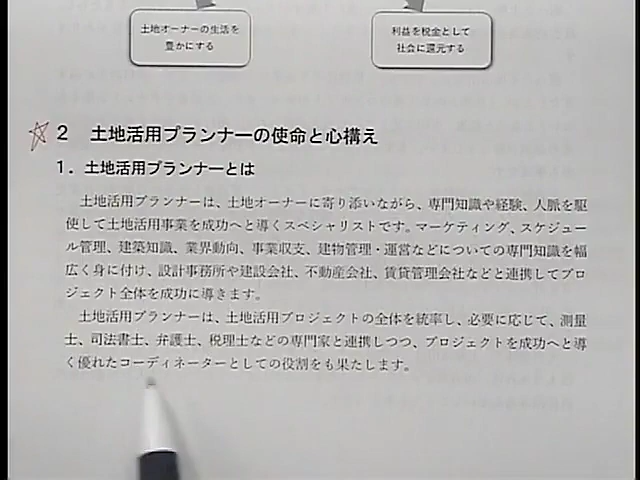 土地オーナーの生活を
豊かにする
利益を税金として
社会に還元する
2 土地活用プランナーの使命と心構え
1．土地活用プランナーとは
土地活用プランナーは、土地オーナーに寄り添いながら、専門知識や経験、人脈を駆
使して土地活用事業を成功へと導くスペシャリストです。マーケティング、スケジュー
ル管理、建築知識、業界動向、事業収支、建物管理・運営などについての専門知識を幅
広く身に付け、設計事務所や建設会社、不動産会社、賃貸管理会社などと連携してプロ
ジェクト全体を成功に導きます。
土地活用プランナーは、土地活用プロジェクトの全体を統率し、必要に応じて、測量
士、司法書士、弁護士、税理士などの専門家と連携しつつ、プロジェクトを成功へと導
く優れたコーディネーターとしての役割をも果たします。